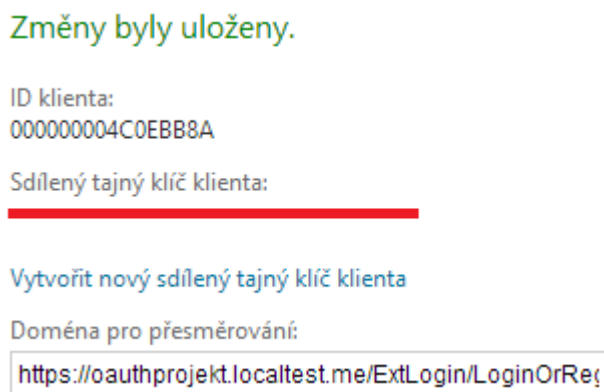 Změny byly uloženy.
ID klienta:
000000004C0EBB8A
Sdílený tajný klíč klienta:
Vytvořit nový sdílený tajný klíč klienta
Doména pro přesměrování:
https://oauthprojekt.localtest.me/ExtLogin/LoginOrReg